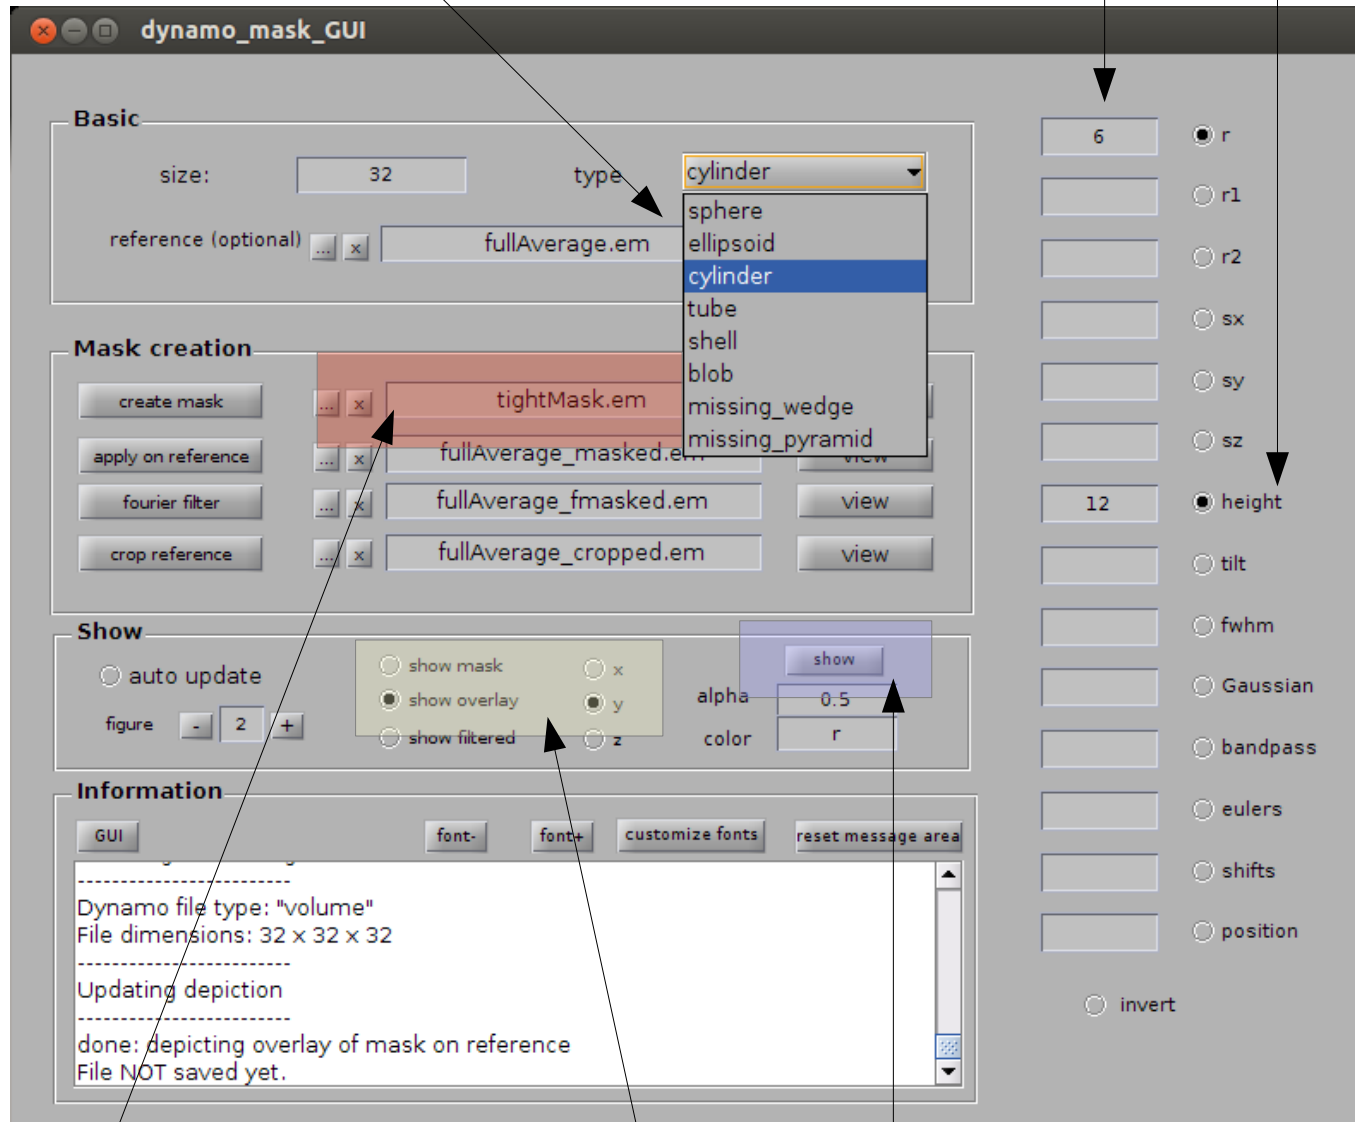 dynamo_mask_GUI
Basic
size: 32 type cylinder
sphere
reference (optional) ... x fullAverage.em ellipsoid
cylinder
tube
shell
blob
missing_wedge
missing_pyramid
Mask creation
create mask ... x tightMask.em
apply on reference ... x fullAverage_masked.em view
fourier filter ... x fullAverage_fmasked.em view
crop reference ... x fullAverage_cropped.em view
Show
auto update show mask x show
figure - 2 + show overlay y alpha 0.5
show filtered z color r
Information
GUI font- font+ customize fonts reset message area
------------------------
Dynamo file type: "volume"
File dimensions: 32 x 32 x 32
------------------------
Updating depiction
------------------------
done: depicting overlay of mask on reference
File NOT saved yet.
6 r
r1
r2
sx
sy
sz
12 height
tilt
fwhm
Gaussian
bandpass
eulers
shifts
position
invert